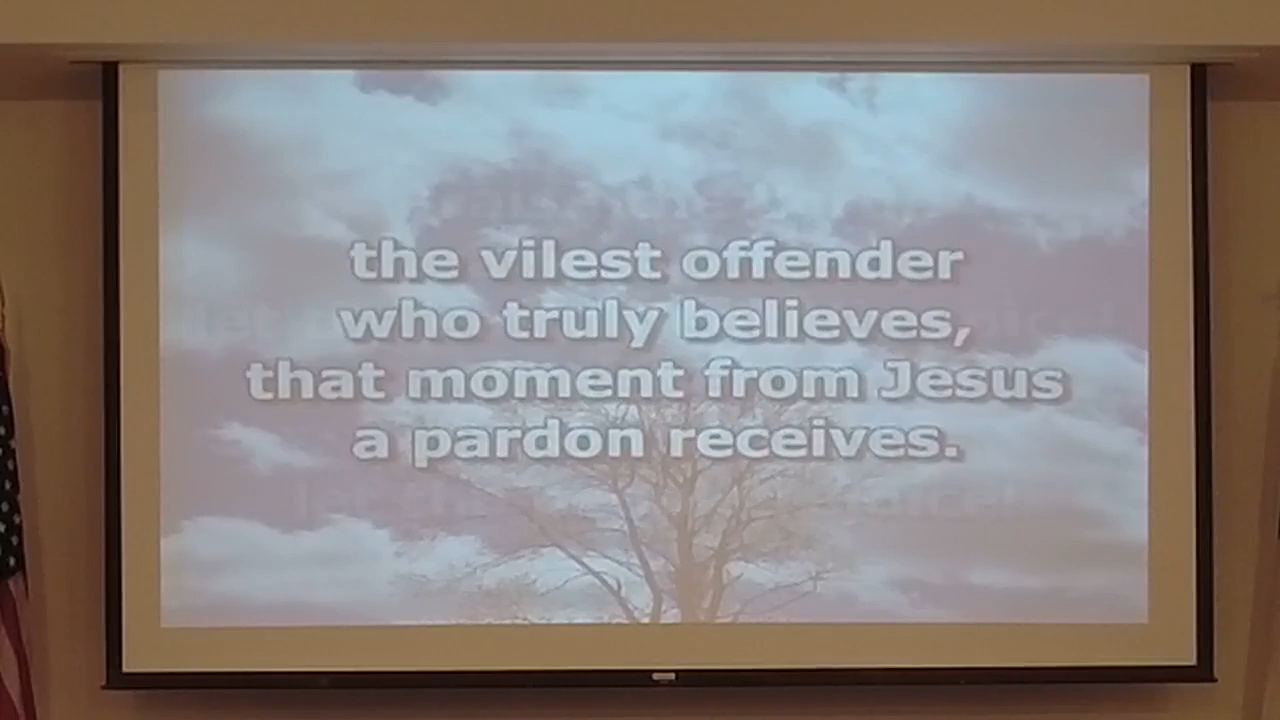 the vilest offender
who truly believes,
that moment from Jesus
a pardon receives.